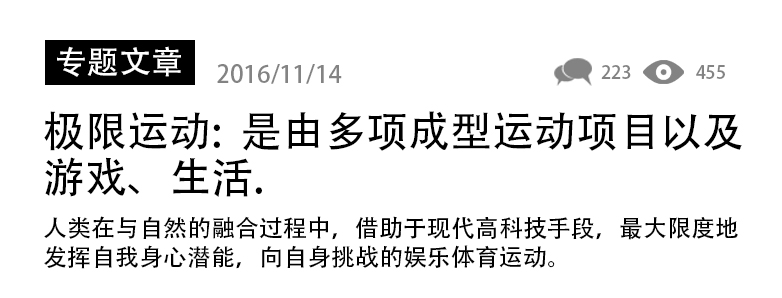 专题文章 2016/11/14 223 455
极限运动: 是由多项成型运动项目以及
游戏、生活.
人类在与自然的融合过程中，借助于现代高科技手段，最大限度地
发挥自我身心潜能，向自身挑战的娱乐体育运动。